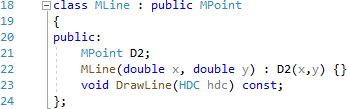 18 class MLine : public MPoint
19 {
20 public:
21 MPoint D2;
22 MLine(double x, double y) : D2(x,y) {}
23 void DrawLine(HDC hdc) const;
24 };